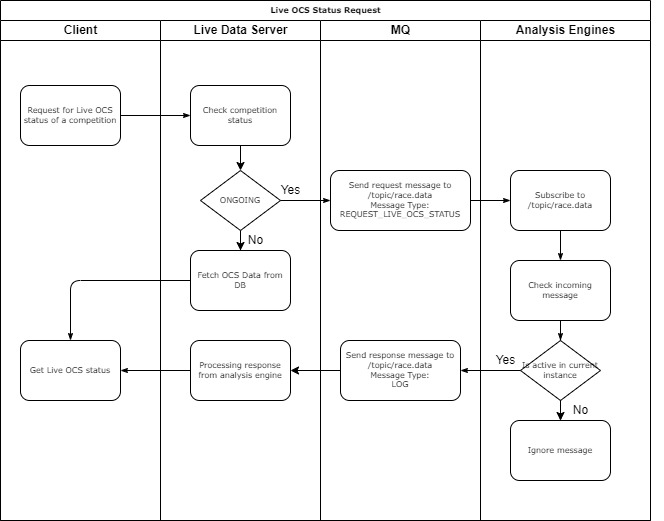 Live OCS Status Request
Client
Live Data Server
MQ
Analysis Engines
Request for Live OCS
status of a competition
Check competition
status
ONGOING
Yes
Send request message to
/topic/race.data
Message Type:
REQUEST_LIVE_OCS_STATUS
Subscribe to
/topic/race.data
No
Fetch OCS Data from
DB
Check incoming
message
Get Live OCS status
Processing response
from analysis engine
Send response message to
/topic/race.data
Message Type:
LOG
Yes
Is active in current
instance
No
Ignore message